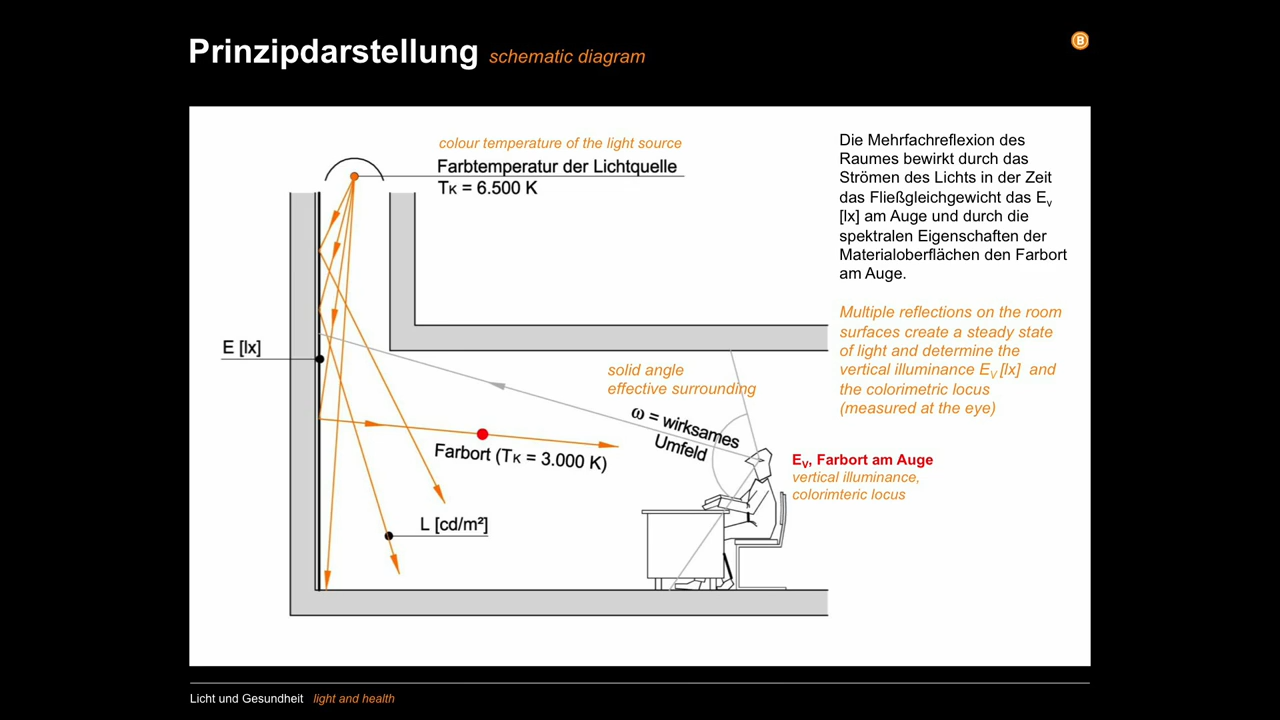 Prinzipdarstellung schematic diagram
B
colour temperature of the light source
Farbtemperatur der Lichtquelle
Tк = 6.500 K
E [lx]
solid angle
effective surrounding
ω = wirksames
Umfeld
Farbort (Tк = 3.000 K)
L [cd/m²]
Die Mehrfachreflexion des
Raumes bewirkt durch das
Strömen des Lichts in der Zeit
das Fließgleichgewicht das Ev
[lx] am Auge und durch die
spektralen Eigenschaften der
Materialoberflächen den Farbort
am Auge.
Multiple reflections on the room
surfaces create a steady state
of light and determine the
vertical illuminance EV [lx] and
the colorimetric locus
(measured at the eye)
EV, Farbort am Auge
vertical illuminance,
colorimteric locus
Licht und Gesundheit light and health